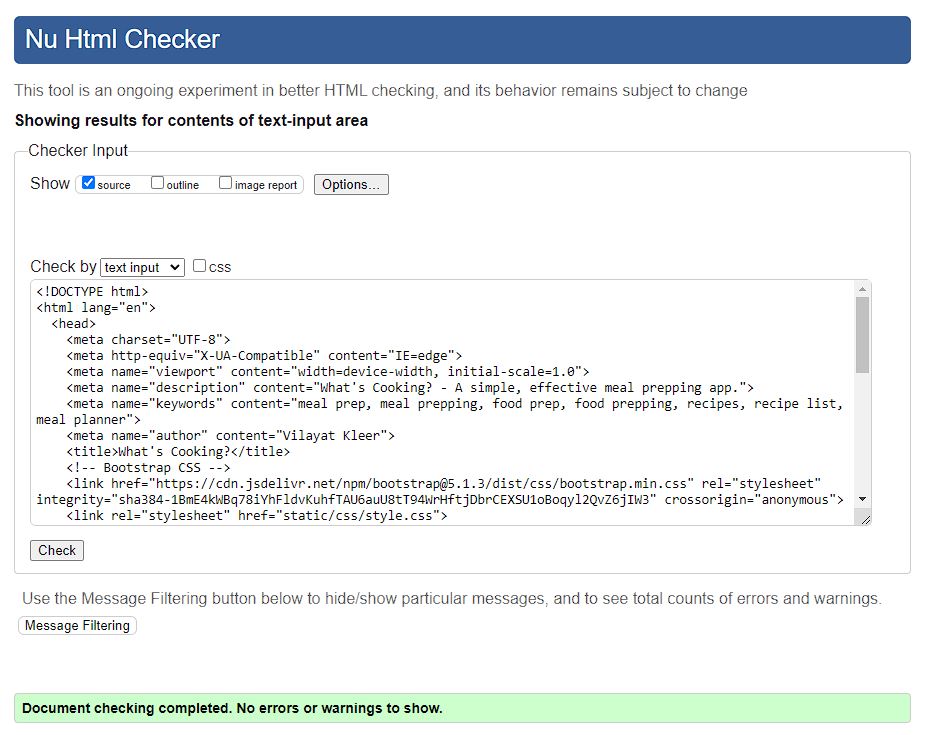 Nu Html Checker
This tool is an ongoing experiment in better HTML checking, and its behavior remains subject to change
Showing results for contents of text-input area
Checker Input
Show source outline image report Options...
Check by text input css
<!DOCTYPE html>
<html lang="en">
<head>
<meta charset="UTF-8">
<meta http-equiv="X-UA-Compatible" content="IE=edge">
<meta name="viewport" content="width=device-width, initial-scale=1.0">
<meta name="description" content="What's Cooking? - A simple, effective meal prepping app.">
<meta name="keywords" content="meal prep, meal prepping, food prep, food prepping, recipes, recipe list,
meal planner">
<meta name="author" content="Vilayat Kleer">
<title>What's Cooking?</title>
<!-- Bootstrap CSS -->
<link href="https://cdn.jsdelivr.net/npm/bootstrap@5.1.3/dist/css/bootstrap.min.css" rel="stylesheet"
integrity="sha384-1BmE4kWBq78iYhFldvKuhfTAU6auU8tT94WrHftjDbrCEXSU1oBoqyl2QvZ6jIW3" crossorigin="anonymous">
<link rel="stylesheet" href="static/css/style.css">
Check
Use the Message Filtering button below to hide/show particular messages, and to see total counts of errors and warnings.
Message Filtering
Document checking completed. No errors or warnings to show.